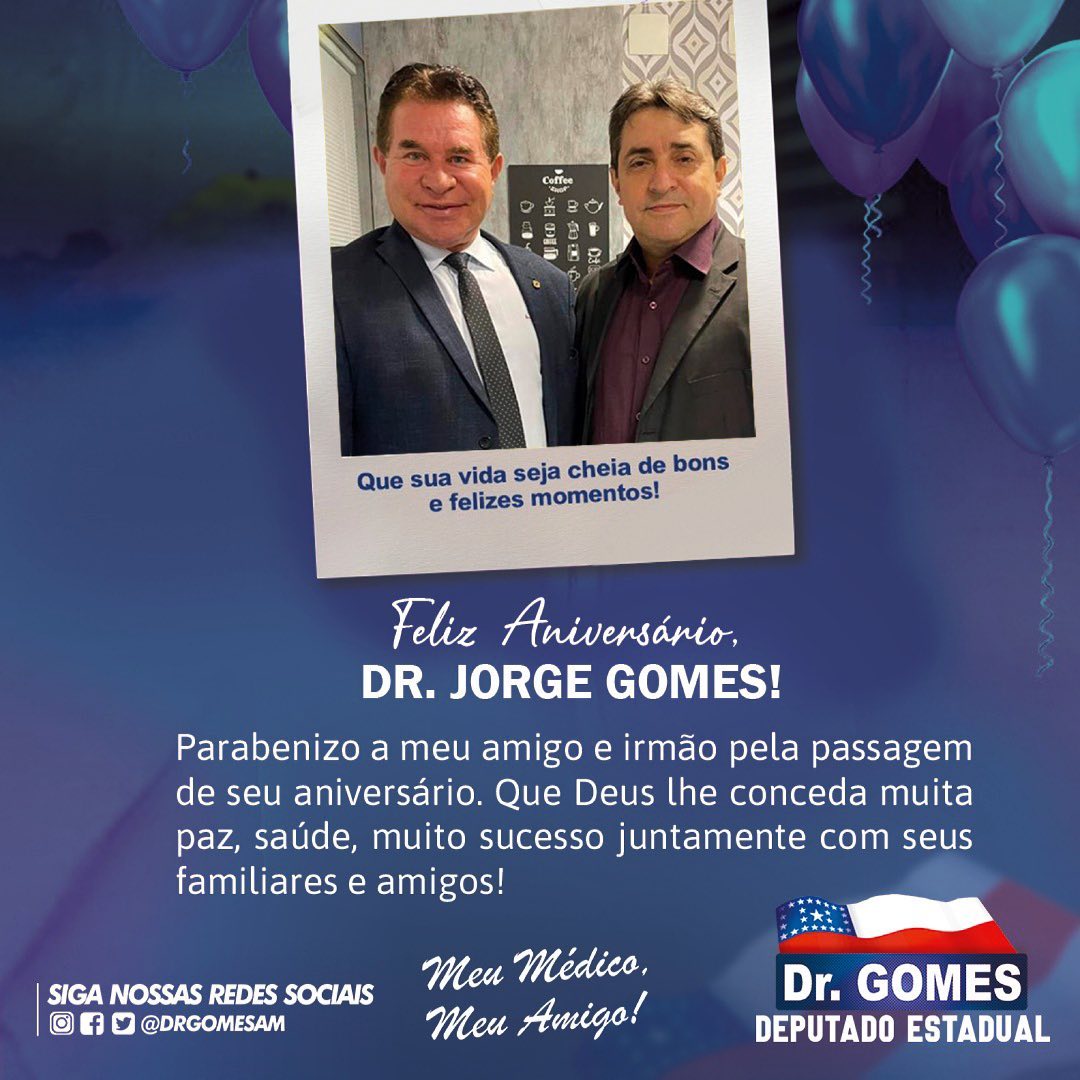 Coffee
SHOP
Que sua vida seja cheia de bons
e felizes momentos!
Feliz Aniversário,
DR. JORGE GOMES!
Parabenizo a meu amigo e irmão pela passagem
de seu aniversário. Que Deus lhe conceda muita
paz, saúde, muito sucesso juntamente com seus
familiares e amigos!
SIGA NOSSAS REDES SOCIAIS
@DRGOMESAM
Meu Médico,
Meu Amigo!
Dr. GOMES
DEPUTADO ESTADUAL